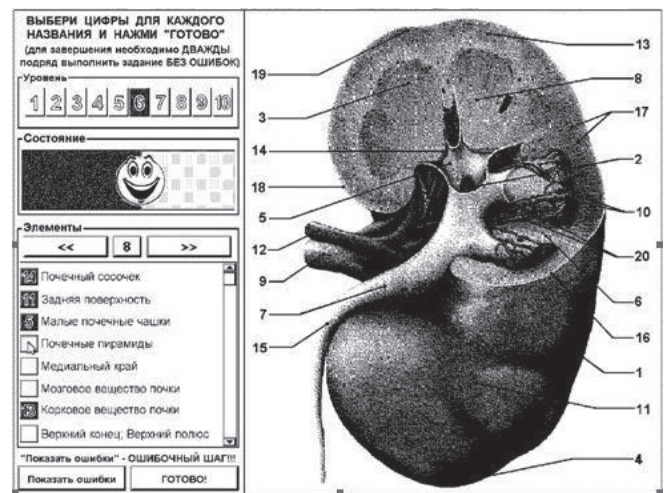 ВЫБЕРИ ЦИФРЫ ДЛЯ КАЖДОГО
НАЗВАНИЯ И НАЖМИ "ГОТОВО"
(для завершения необходимо ДВАЖДЫ
подряд выполнить задание БЕЗ ОШИБОК)
Уровень
1 2 3 4 5 6 7 8 9 10
Состояние
Элементы
<< 8 >>
14 Почечный сосочек
11 Задняя поверхность
5 Малые почечные чашки
Почечные пирамиды
Медиальный край
Мозговое вещество почки
Корковое вещество почки
Верхний конец; Верхний полюс
"Показать ошибки" - ОШИБОЧНЫЙ ШАГ!!!
Показать ошибки ГОТОВО!
19
3
14
18
5
12
9
7
15
13
8
17
2
10
20
6
16
1
11
4